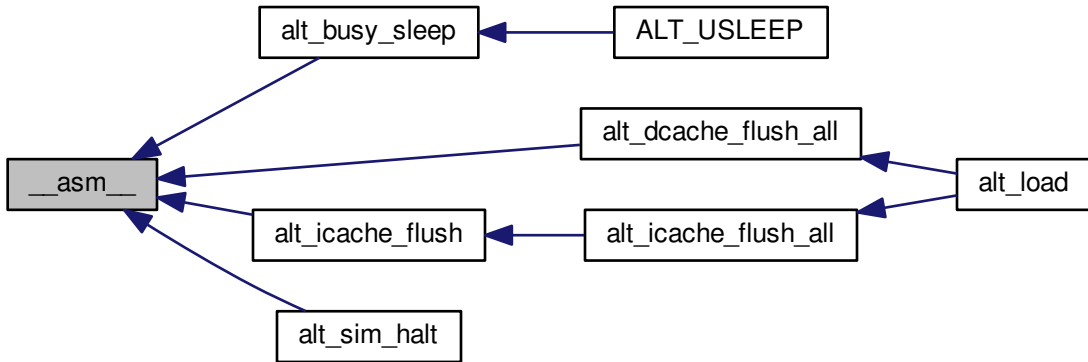 alt_busy_sleep
ALT_USLEEP
alt_dcache_flush_all
__asm__
alt_load
alt_icache_flush
alt_icache_flush_all
alt_sim_halt